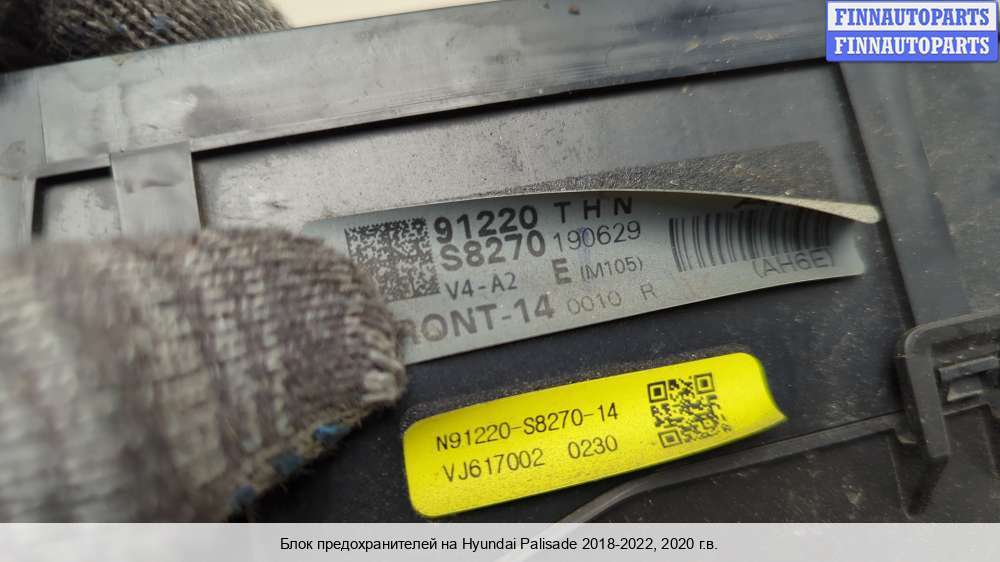 FINNAUTOPARTS
FINNAUTOPARTS
91220 THN
S8270 190629
V4-A2 E (M105)
RONT-14 0010 R
(AH6E)
N91220-S8270-14
VJ617002 0230
Блок предохранителей на Hyundai Palisade 2018-2022, 2020 г.в.